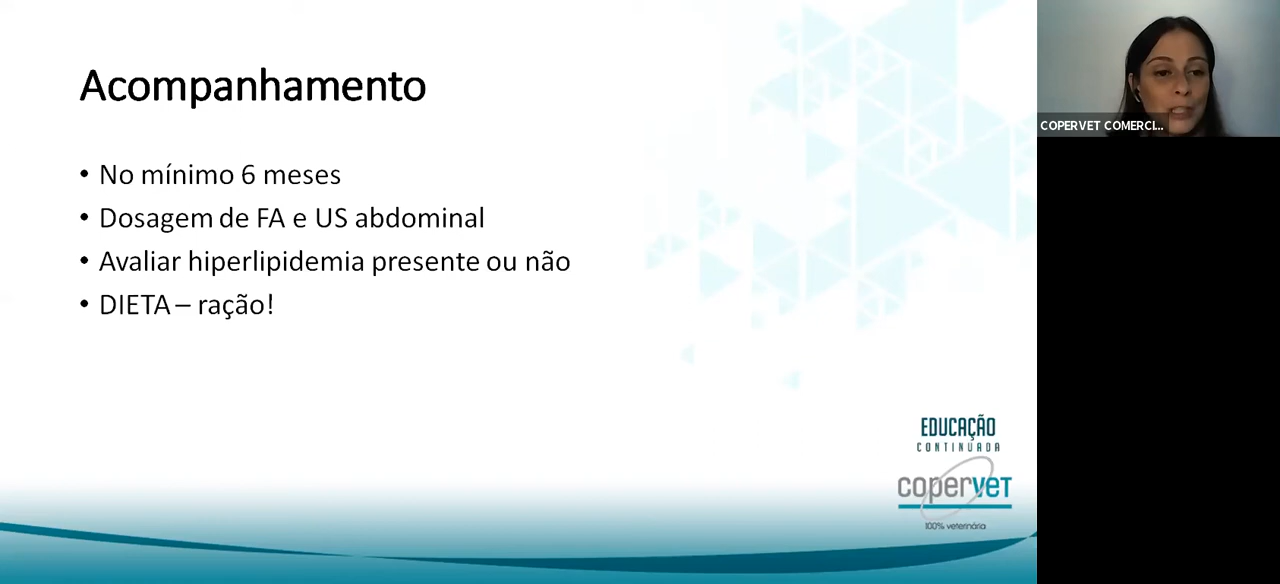 Acompanhamento
• No mínimo 6 meses
• Dosagem de FA e US abdominal
• Avaliar hiperlipidemia presente ou não
• DIETA – ração!
EDUCAÇÃO
CONTINUADA
copervet
100% veterinária
COPERVET COMERCI...